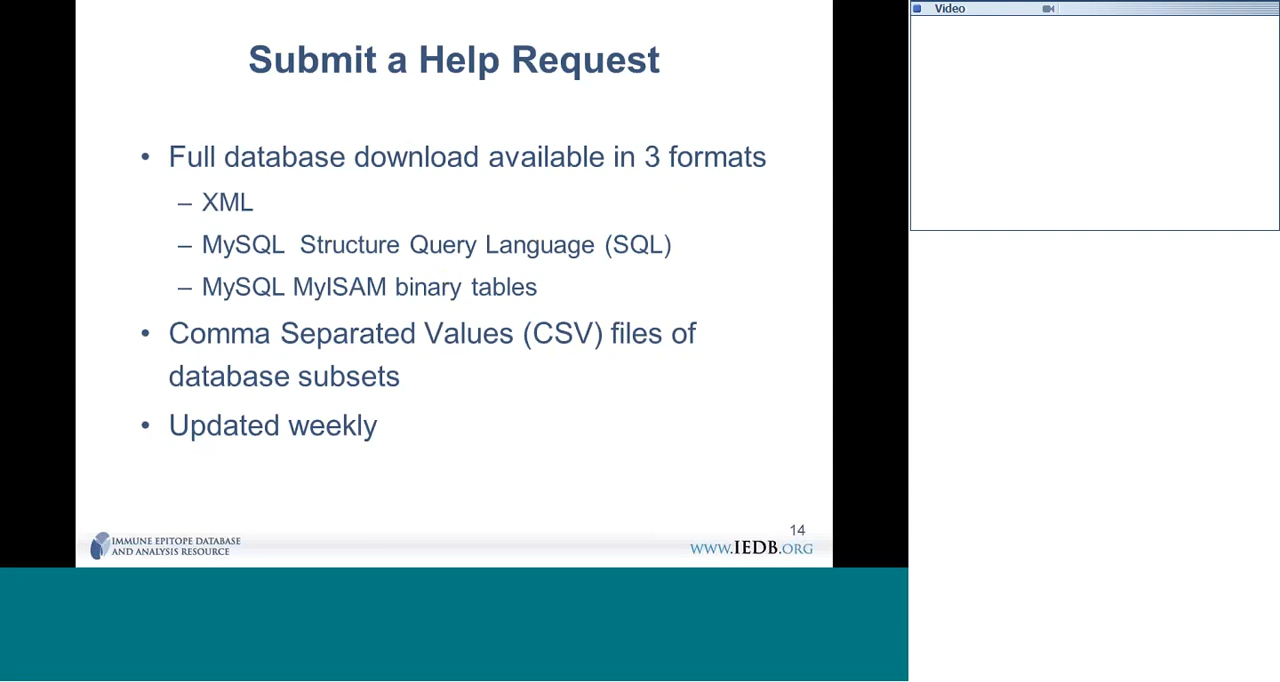 Video
Submit a Help Request
• Full database download available in 3 formats
– XML
– MySQL  Structure Query Language (SQL)
– MySQL MyISAM binary tables
• Comma Separated Values (CSV) files of
database subsets
• Updated weekly
14
IMMUNE EPITOPE DATABASE
AND ANALYSIS RESOURCE
WWW.IEDB.ORG